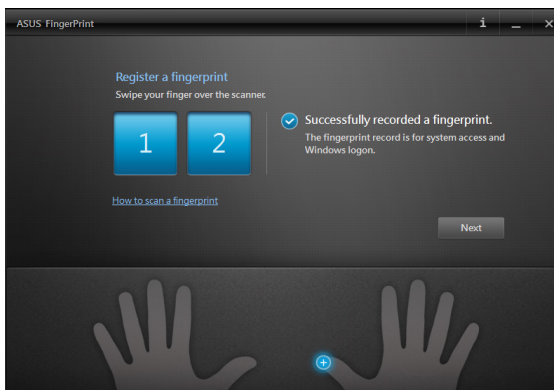 ASUS FingerPrint
Register a fingerprint
Swipe your finger over the scanner.
1 2
Successfully recorded a fingerprint.
The fingerprint record is for system access and
Windows logon.
How to scan a fingerprint
Next